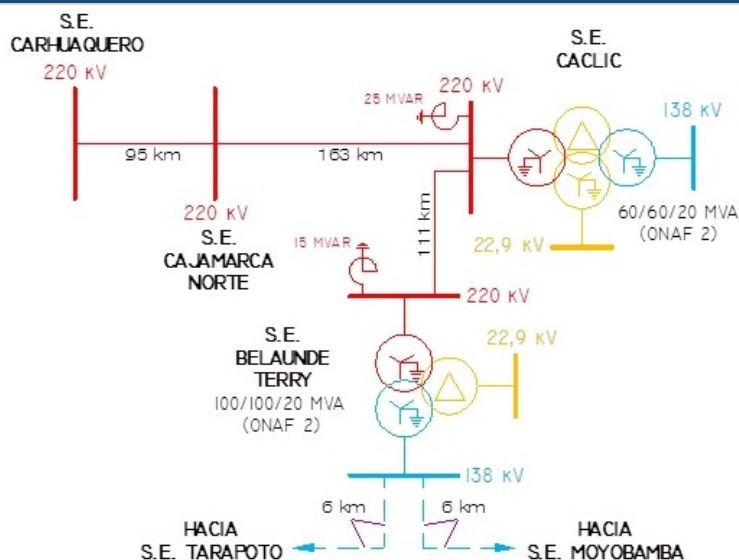 S.E.
CARHUAQUERO
220 KV
95 km
220 KV
S.E.
CAJAMARCA
NORTE
163 km
25 MVAR
220 KV
S.E.
CACLIC
138 KV
60/60/20 MVA
(ONAF 2)
22,9 KV
111 km
15 MVAR
220 KV
S.E.
BELAUNDE
TERRY
100/100/20 MVA
(ONAF 2)
22,9 KV
138 KV
6 km
6 km
HACIA
S.E. TARAPOTO
HACIA
S.E. MOYOBAMBA